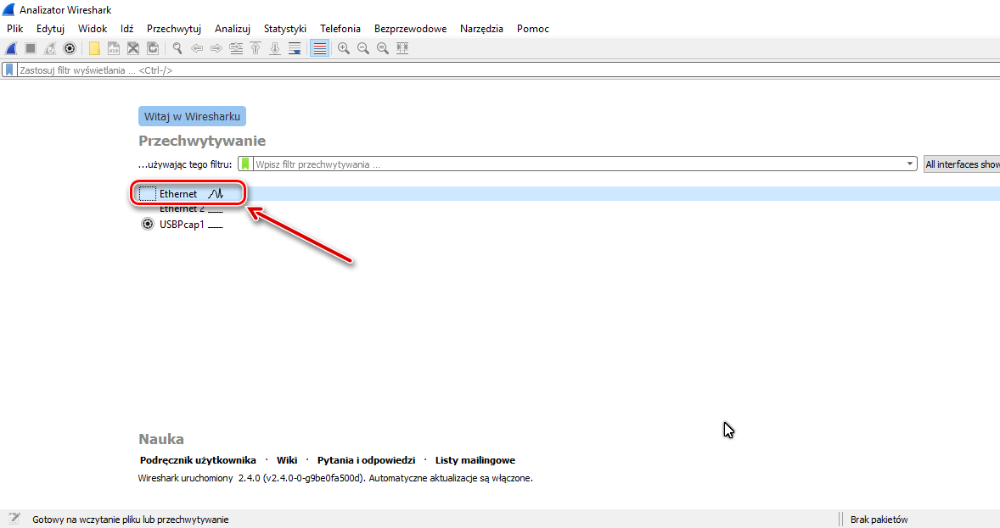 Analizator Wireshark
Plik Edytuj Widok Idź Przechwytuj Analizuj Statystyki Telefonia Bezprzewodowe Narzędzia Pomoc
Zastosuj filtr wyświetlania ... <Ctrl-/>
Witaj w Wiresharku
Przechwytywanie
...używając tego filtru: Wpisz filtr przechwytywania ... All interfaces show
Ethernet
Ethernet 2
USBPcap1
Nauka
Podręcznik użytkownika · Wiki · Pytania i odpowiedzi · Listy mailingowe
Wireshark uruchomiony 2.4.0 (v2.4.0-0-g9be0fa500d). Automatyczne aktualizacje są włączone.
Gotowy na wczytanie pliku lub przechwytywanie Brak pakietów